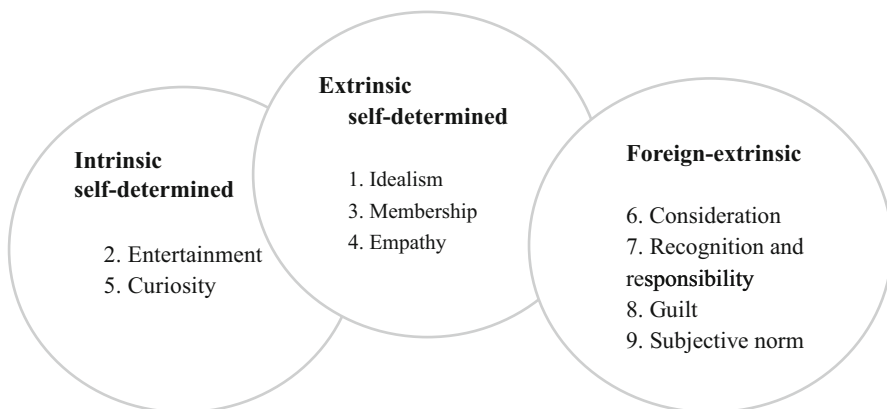 Intrinsic
self-determined
2. Entertainment
5. Curiosity
Extrinsic
self-determined
1. Idealism
3. Membership
4. Empathy
Foreign-extrinsic
6. Consideration
7. Recognition and
responsibility
8. Guilt
9. Subjective norm